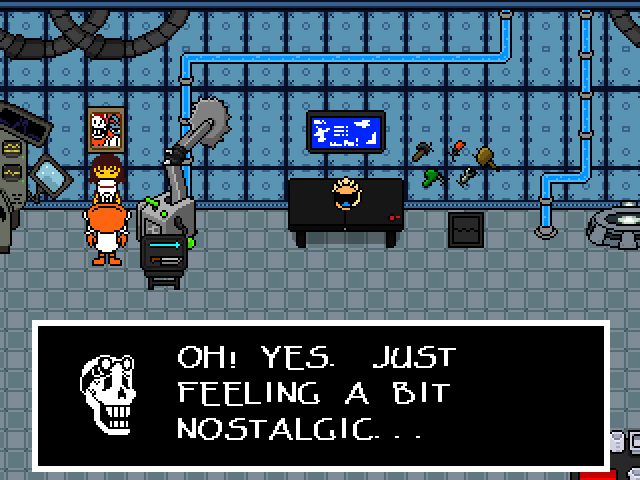 OH! YES. JUST
FEELING A BIT
NOSTALGIC...